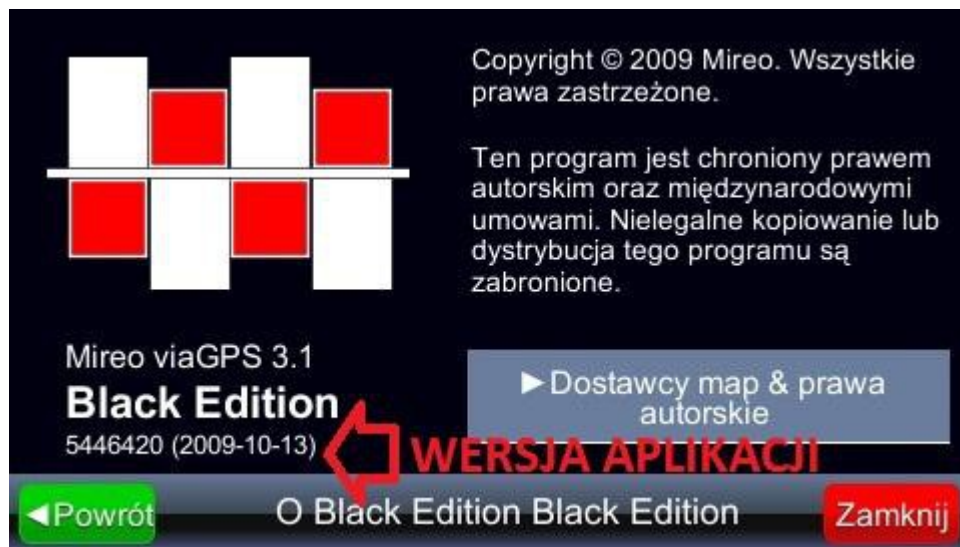 Copyright © 2009 Mireo. Wszystkie
prawa zastrzeżone.
Ten program jest chroniony prawem
autorskim oraz międzynarodowymi
umowami. Nielegalne kopiowanie lub
dystrybucja tego programu są
zabronione.
Mireo viaGPS 3.1
Black Edition
5446420 (2009-10-13)
►Dostawcy map & prawa
autorskie
WERSJA APLIKACJI
◄Powrót
O Black Edition Black Edition
Zamknij